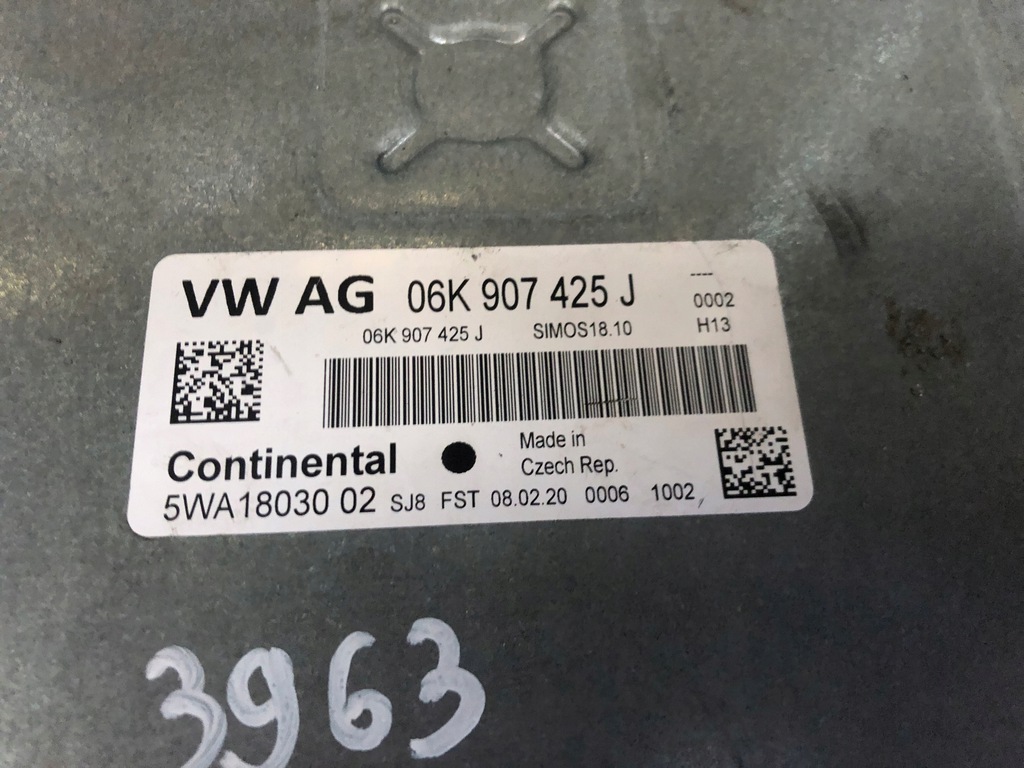 VW AG 06K 907 425 J ----
0002
06K 907 425 J SIMOS18.10 H13
Continental Made in
Czech Rep.
5WA18030 02 SJ8 FST 08.02.20 0006 1002
3963